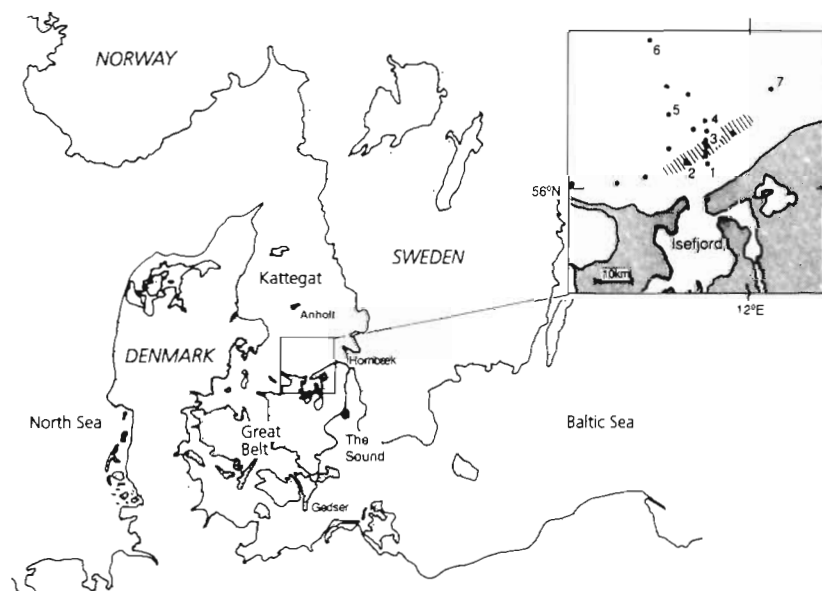 NORWAY
SWEDEN
Kattegat
Anholt
DENMARK
Hornbæk
North Sea
Great
Belt
The
Sound
Baltic Sea
Gedser
6
7
5
4
3
2
1
56°N
Isefjord
10km
12°E